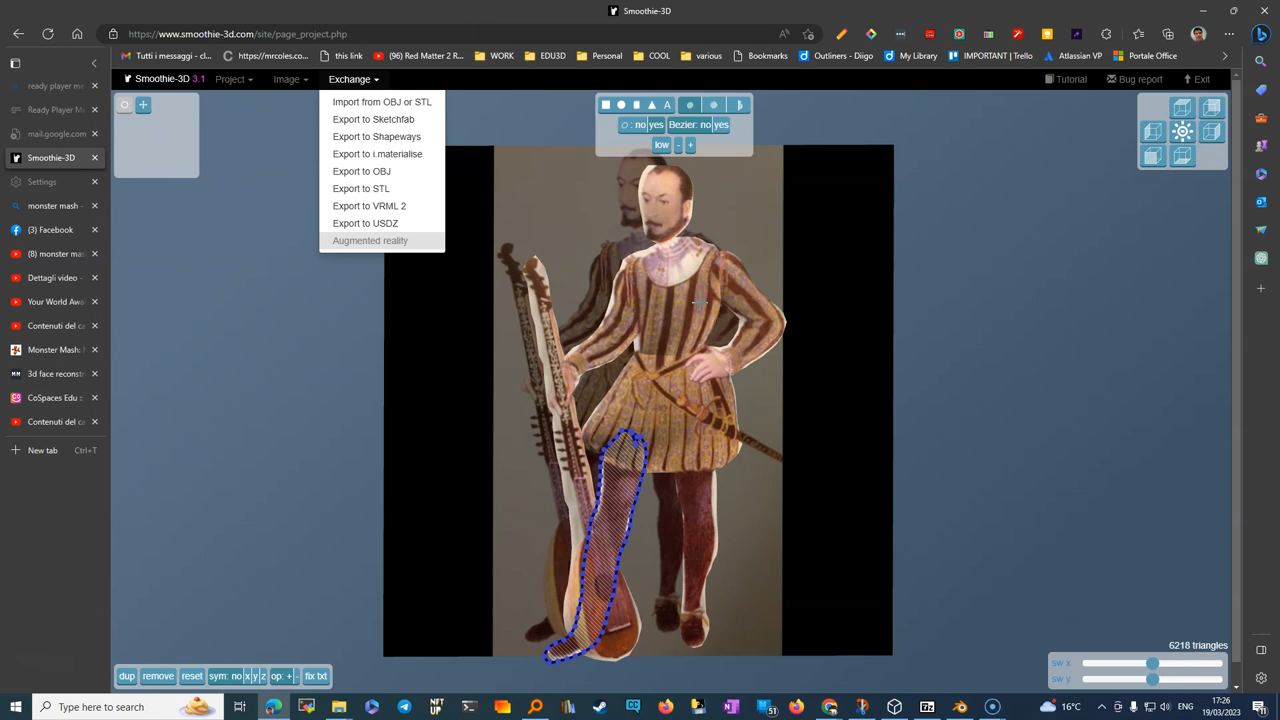 Smoothie-3D
https://www.smoothie-3d.com/site/page_project.php
Tutti i messaggi - cl...
https://mrcoles.com...
this link
(96) Red Matter 2 R...
WORK
EDU3D
Personal
COOL
various
Bookmarks
Outliners - Diigo
My Library
IMPORTANT | Trello
Atlassian VP
Portale Office
Smoothie-3D 3.1
Project
Image
Exchange
Tutorial
Bug report
Exit
ready player me
Ready Player Me
mail.google.com
Smoothie-3D
Settings
monster mash -
(3) Facebook
(8) monster mas
Dettagli video -
Your World Awa
Contenuti del ca
Monster Mash: N
3d face reconstr
CoSpaces Edu
Contenuti del ca
New tab
Ctrl+T
Import from OBJ or STL
Export to Sketchfab
Export to Shapeways
Export to i.materialise
Export to OBJ
Export to STL
Export to VRML 2
Export to USDZ
Augmented reality
A
: no yes
Bezier: no yes
low - +
6218 triangles
sw x
sw y
dup
remove
reset
sym: no x y z
op: + -
fix txt
Type here to search
16°C
17:26
19/03/2023